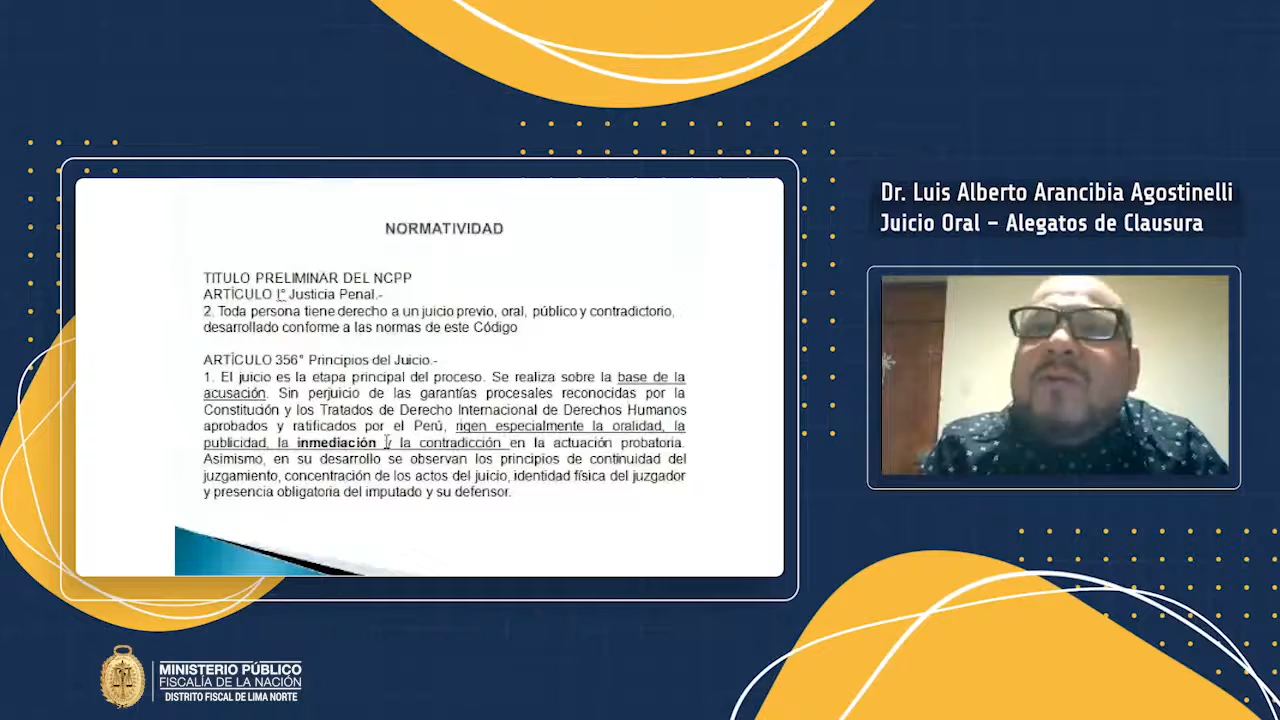 NORMATIVIDAD
TITULO PRELIMINAR DEL NCPP
ARTÍCULO I° Justicia Penal.-
2. Toda persona tiene derecho a un juicio previo, oral, público y contradictorio,
desarrollado conforme a las normas de este Código
ARTÍCULO 356° Principios del Juicio.-
1. El juicio es la etapa principal del proceso. Se realiza sobre la base de la
acusación. Sin perjuicio de las garantías procesales reconocidas por la
Constitución y los Tratados de Derecho Internacional de Derechos Humanos
aprobados y ratificados por el Perú, rigen especialmente la oralidad, la
publicidad, la inmediación y la contradicción en la actuación probatoria.
Asimismo, en su desarrollo se observan los principios de continuidad del
juzgamiento, concentración de los actos del juicio, identidad física del juzgador
y presencia obligatoria del imputado y su defensor.
Dr. Luis Alberto Arancibia Agostinelli
Juicio Oral – Alegatos de Clausura
MINISTERIO PÚBLICO
FISCALÍA DE LA NACIÓN
DISTRITO FISCAL DE LIMA NORTE